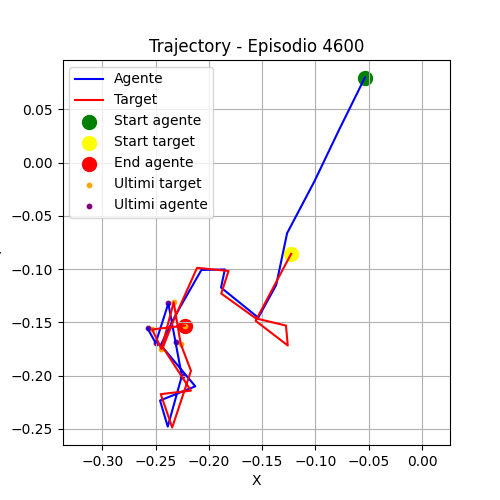 Trajectory - Episodio 4600
Agente
Target
Start agente
Start target
End agente
Ultimi target
Ultimi agente
0.05
0.00
−0.05
−0.10
−0.15
−0.20
−0.25
−0.30 −0.25 −0.20 −0.15 −0.10 −0.05 0.00
X